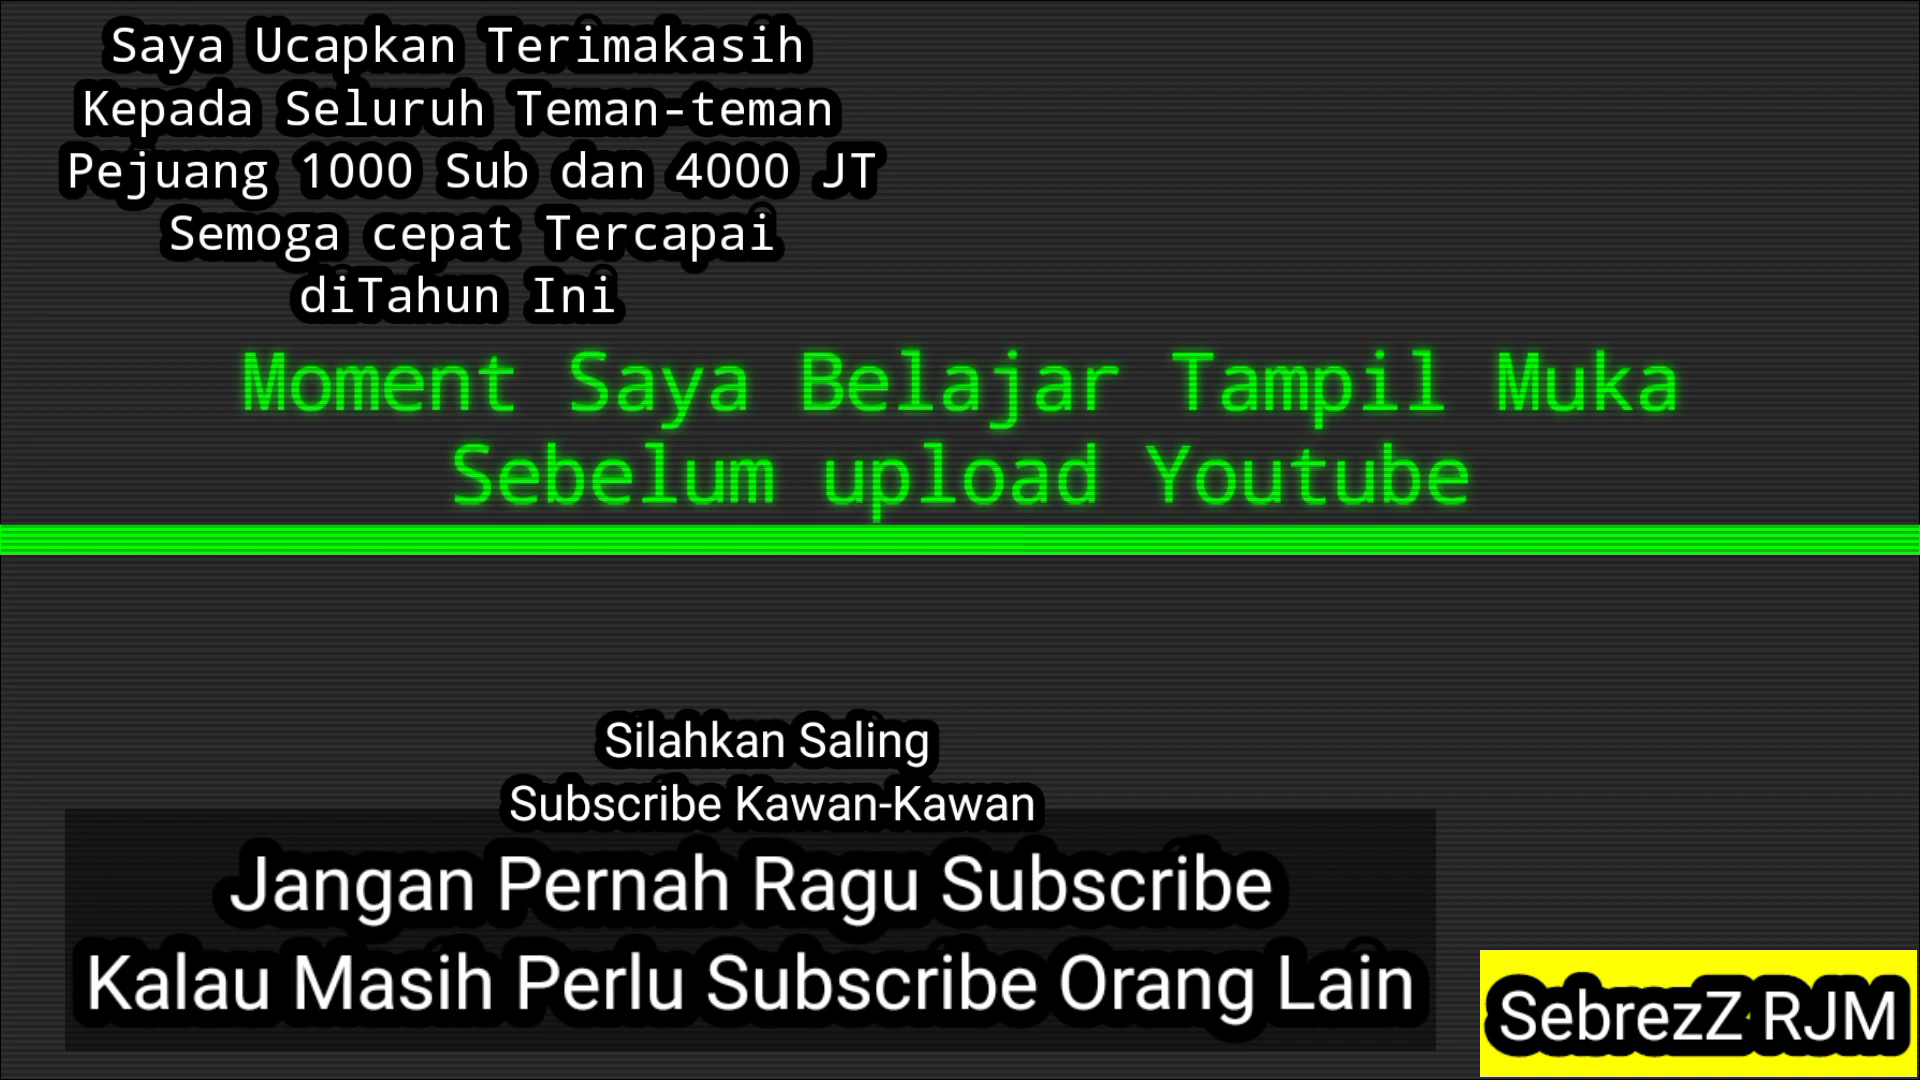 Saya Ucapkan Terimakasih
Kepada Seluruh Teman-teman
Pejuang 1000 Sub dan 4000 JT
Semoga cepat Tercapai
diTahun Ini
Moment Saya Belajar Tampil Muka
Sebelum upload Youtube
Silahkan Saling
Subscribe Kawan-Kawan
Jangan Pernah Ragu Subscribe
Kalau Masih Perlu Subscribe Orang Lain
SebrezZ RJM